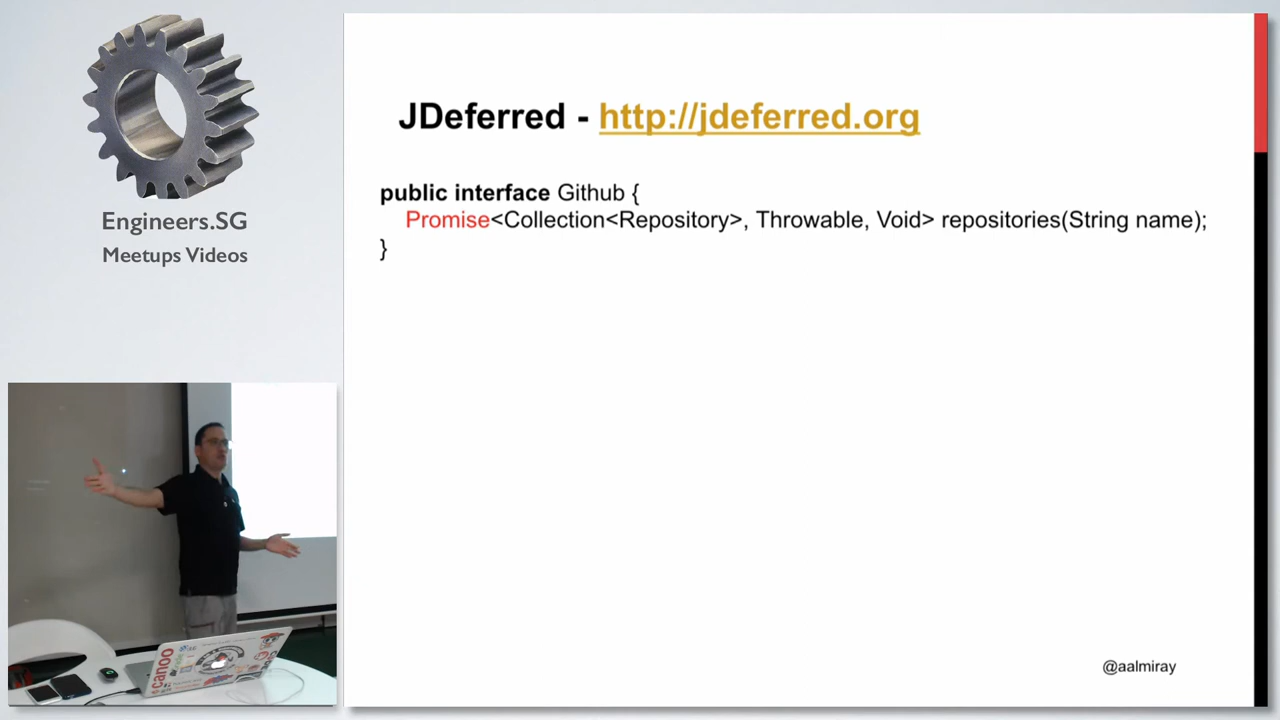 Engineers.SG
Meetups Videos
JDeferred - http://jdeferred.org
public interface Github {
Promise<Collection<Repository>, Throwable, Void> repositories(String name);
}
@aalmiray
canoo